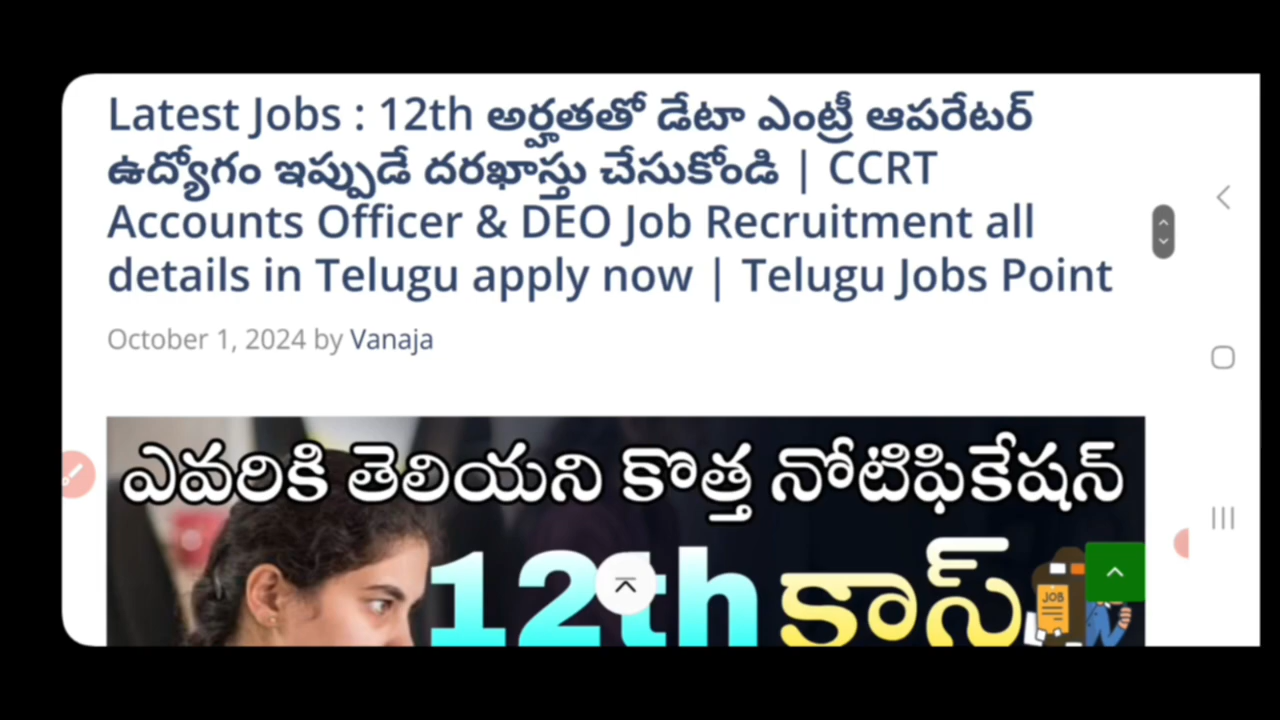 Latest Jobs : 12th అర్హతతో డేటా ఎంట్రీ ఆపరేటర్
ఉద్యోగం ఇప్పుడే దరఖాస్తు చేసుకోండి | CCRT
Accounts Officer & DEO Job Recruitment all
details in Telugu apply now | Telugu Jobs Point
October 1, 2024 by Vanaja
ఎవరికి తెలియని కొత్త నోటిఫికేషన్
12th కాస్
JOB